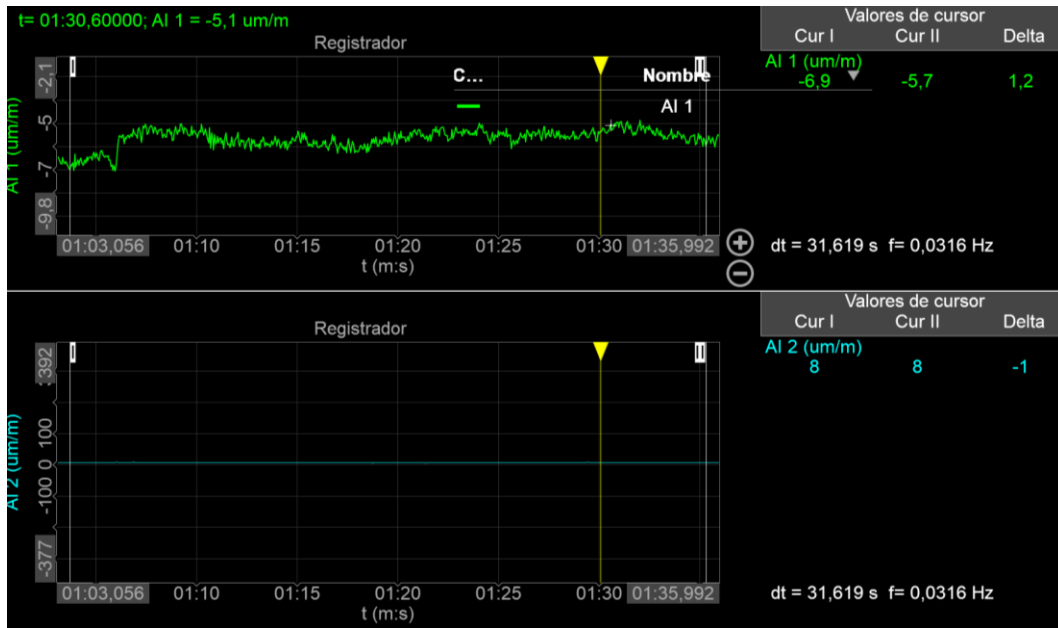 t= 01:30,60000; AI 1 = -5,1 um/m
Registrador
C... Nombre
AI 1
AI 1 (um/m)
-2,1
-5
-7
-9,8
01:03,056 01:10 01:15 01:20 01:25 01:30 01:35,992
t (m:s)
I
II
Valores de cursor
Cur I Cur II Delta
AI 1 (um/m)
-6,9 -5,7 1,2
dt = 31,619 s f= 0,0316 Hz
Registrador
AI 2 (um/m)
100
0
-100
-377
01:03,056 01:10 01:15 01:20 01:25 01:30 01:35,992
t (m:s)
I
II
Valores de cursor
Cur I Cur II Delta
AI 2 (um/m)
8 8 -1
dt = 31,619 s f= 0,0316 Hz